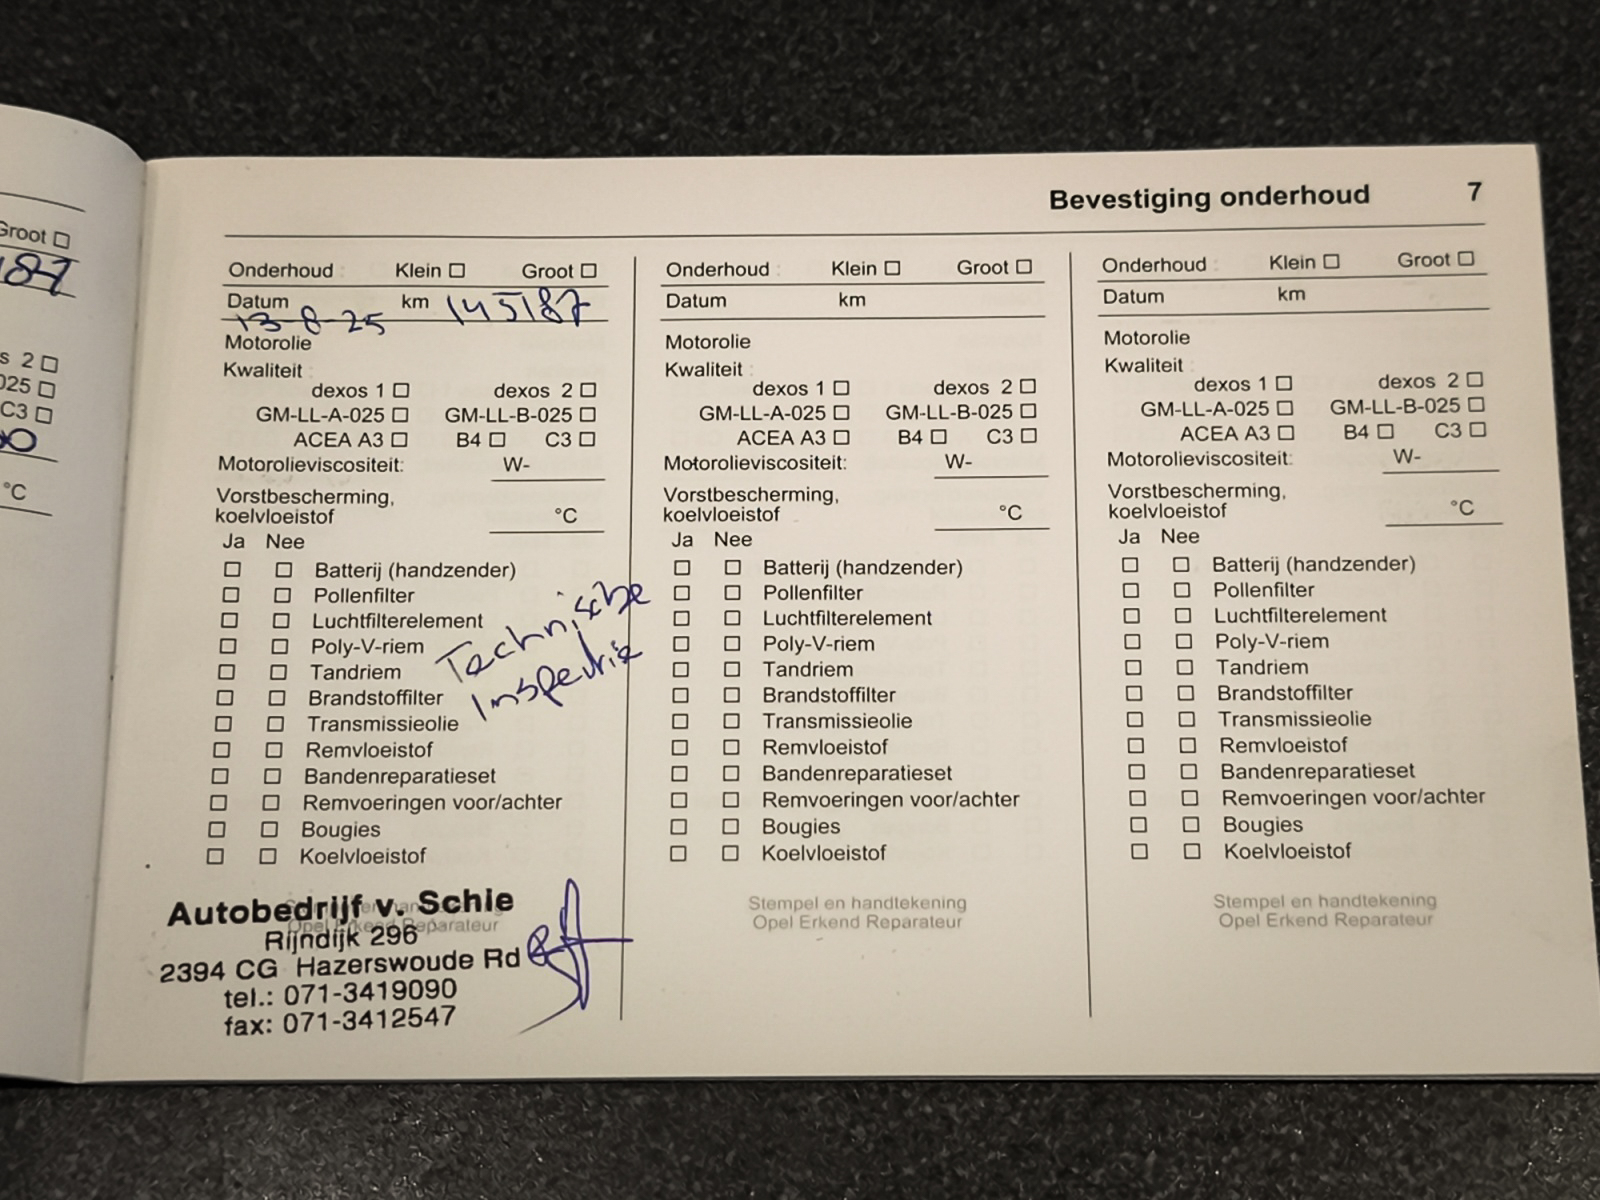 Groot ☐
187
s 2 ☐
025 ☐
C3 ☐
°C
Bevestiging onderhoud 7
Onderhoud : Klein ☐ Groot ☐
Datum 13-8-25 km 145187
Motorolie
Kwaliteit :
dexos 1 ☐ dexos 2 ☐
GM-LL-A-025 ☐ GM-LL-B-025 ☐
ACEA A3 ☐ B4 ☐ C3 ☐
Motorolieviscositeit: W-
Vorstbescherming,
koelvloeistof °C
Ja Nee
☐ ☐ Batterij (handzender)
☐ ☐ Pollenfilter
☐ ☐ Luchtfilterelement
☐ ☐ Poly-V-riem
☐ ☐ Tandriem
☐ ☐ Brandstoffilter
☐ ☐ Transmissieolie
☐ ☐ Remvloeistof
☐ ☐ Bandenreparatieset
☐ ☐ Remvoeringen voor/achter
☐ ☐ Bougies
☐ ☐ Koelvloeistof
Technische
Inspectie
Stempel en handtekening
Opel Erkend Reparateur
Autobedrijf v. Schie
Rijndijk 296
2394 CG Hazerswoude Rd
tel.: 071-3419090
fax: 071-3412547
Onderhoud : Klein ☐ Groot ☐
Datum km
Motorolie
Kwaliteit :
dexos 1 ☐ dexos 2 ☐
GM-LL-A-025 ☐ GM-LL-B-025 ☐
ACEA A3 ☐ B4 ☐ C3 ☐
Motorolieviscositeit: W-
Vorstbescherming,
koelvloeistof °C
Ja Nee
☐ ☐ Batterij (handzender)
☐ ☐ Pollenfilter
☐ ☐ Luchtfilterelement
☐ ☐ Poly-V-riem
☐ ☐ Tandriem
☐ ☐ Brandstoffilter
☐ ☐ Transmissieolie
☐ ☐ Remvloeistof
☐ ☐ Bandenreparatieset
☐ ☐ Remvoeringen voor/achter
☐ ☐ Bougies
☐ ☐ Koelvloeistof
Stempel en handtekening
Opel Erkend Reparateur
Onderhoud : Klein ☐ Groot ☐
Datum km
Motorolie
Kwaliteit :
dexos 1 ☐ dexos 2 ☐
GM-LL-A-025 ☐ GM-LL-B-025 ☐
ACEA A3 ☐ B4 ☐ C3 ☐
Motorolieviscositeit: W-
Vorstbescherming,
koelvloeistof °C
Ja Nee
☐ ☐ Batterij (handzender)
☐ ☐ Pollenfilter
☐ ☐ Luchtfilterelement
☐ ☐ Poly-V-riem
☐ ☐ Tandriem
☐ ☐ Brandstoffilter
☐ ☐ Transmissieolie
☐ ☐ Remvloeistof
☐ ☐ Bandenreparatieset
☐ ☐ Remvoeringen voor/achter
☐ ☐ Bougies
☐ ☐ Koelvloeistof
Stempel en handtekening
Opel Erkend Reparateur